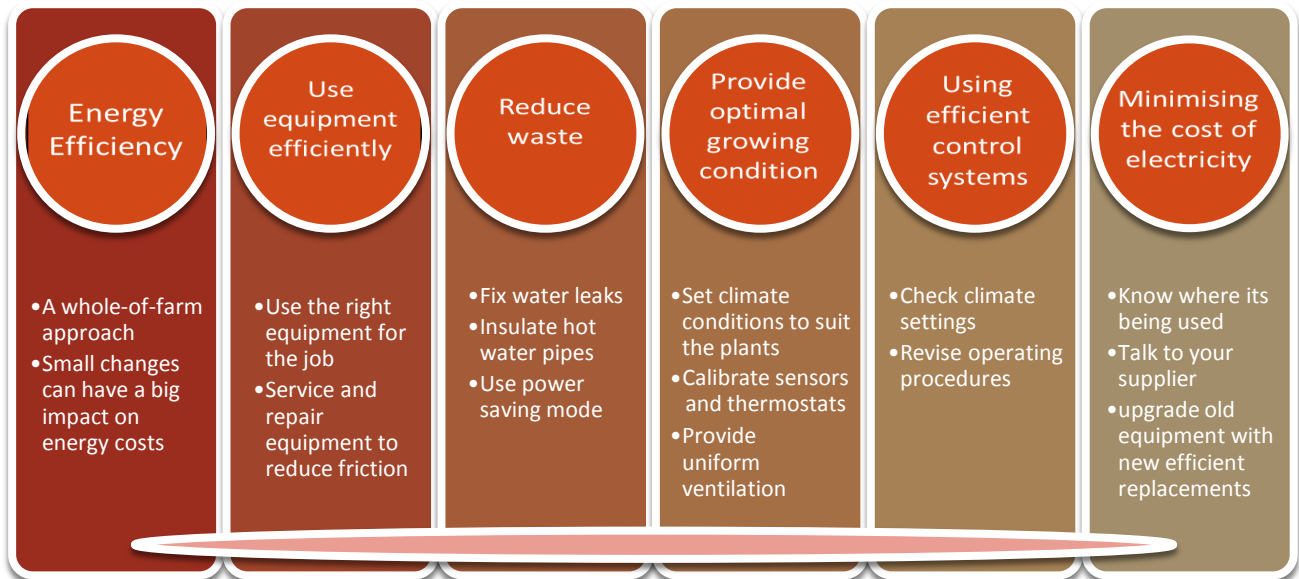 Energy
Efficiency
•A whole-of-farm
approach
•Small changes
can have a big
impact on
energy costs
Use
equipment
efficiently
•Use the right
equipment for
the job
•Service and
repair
equipment to
reduce friction
Reduce
waste
•Fix water leaks
•Insulate hot
water pipes
•Use power
saving mode
Provide
optimal
growing
condition
•Set climate
conditions to suit
the plants
•Calibrate sensors
and thermostats
•Provide
uniform
ventilation
Using
efficient
control
systems
•Check climate
settings
•Revise operating
procedures
Minimising
the cost of
electricity
•Know where its
being used
•Talk to your
supplier
•upgrade old
equipment with
new efficient
replacements